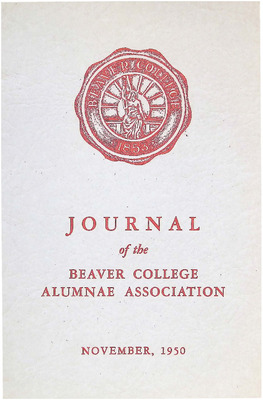 BEAVER COLLEGE
1853
JOURNAL
of the
BEAVER COLLEGE
ALUMNAE ASSOCIATION
NOVEMBER, 1950